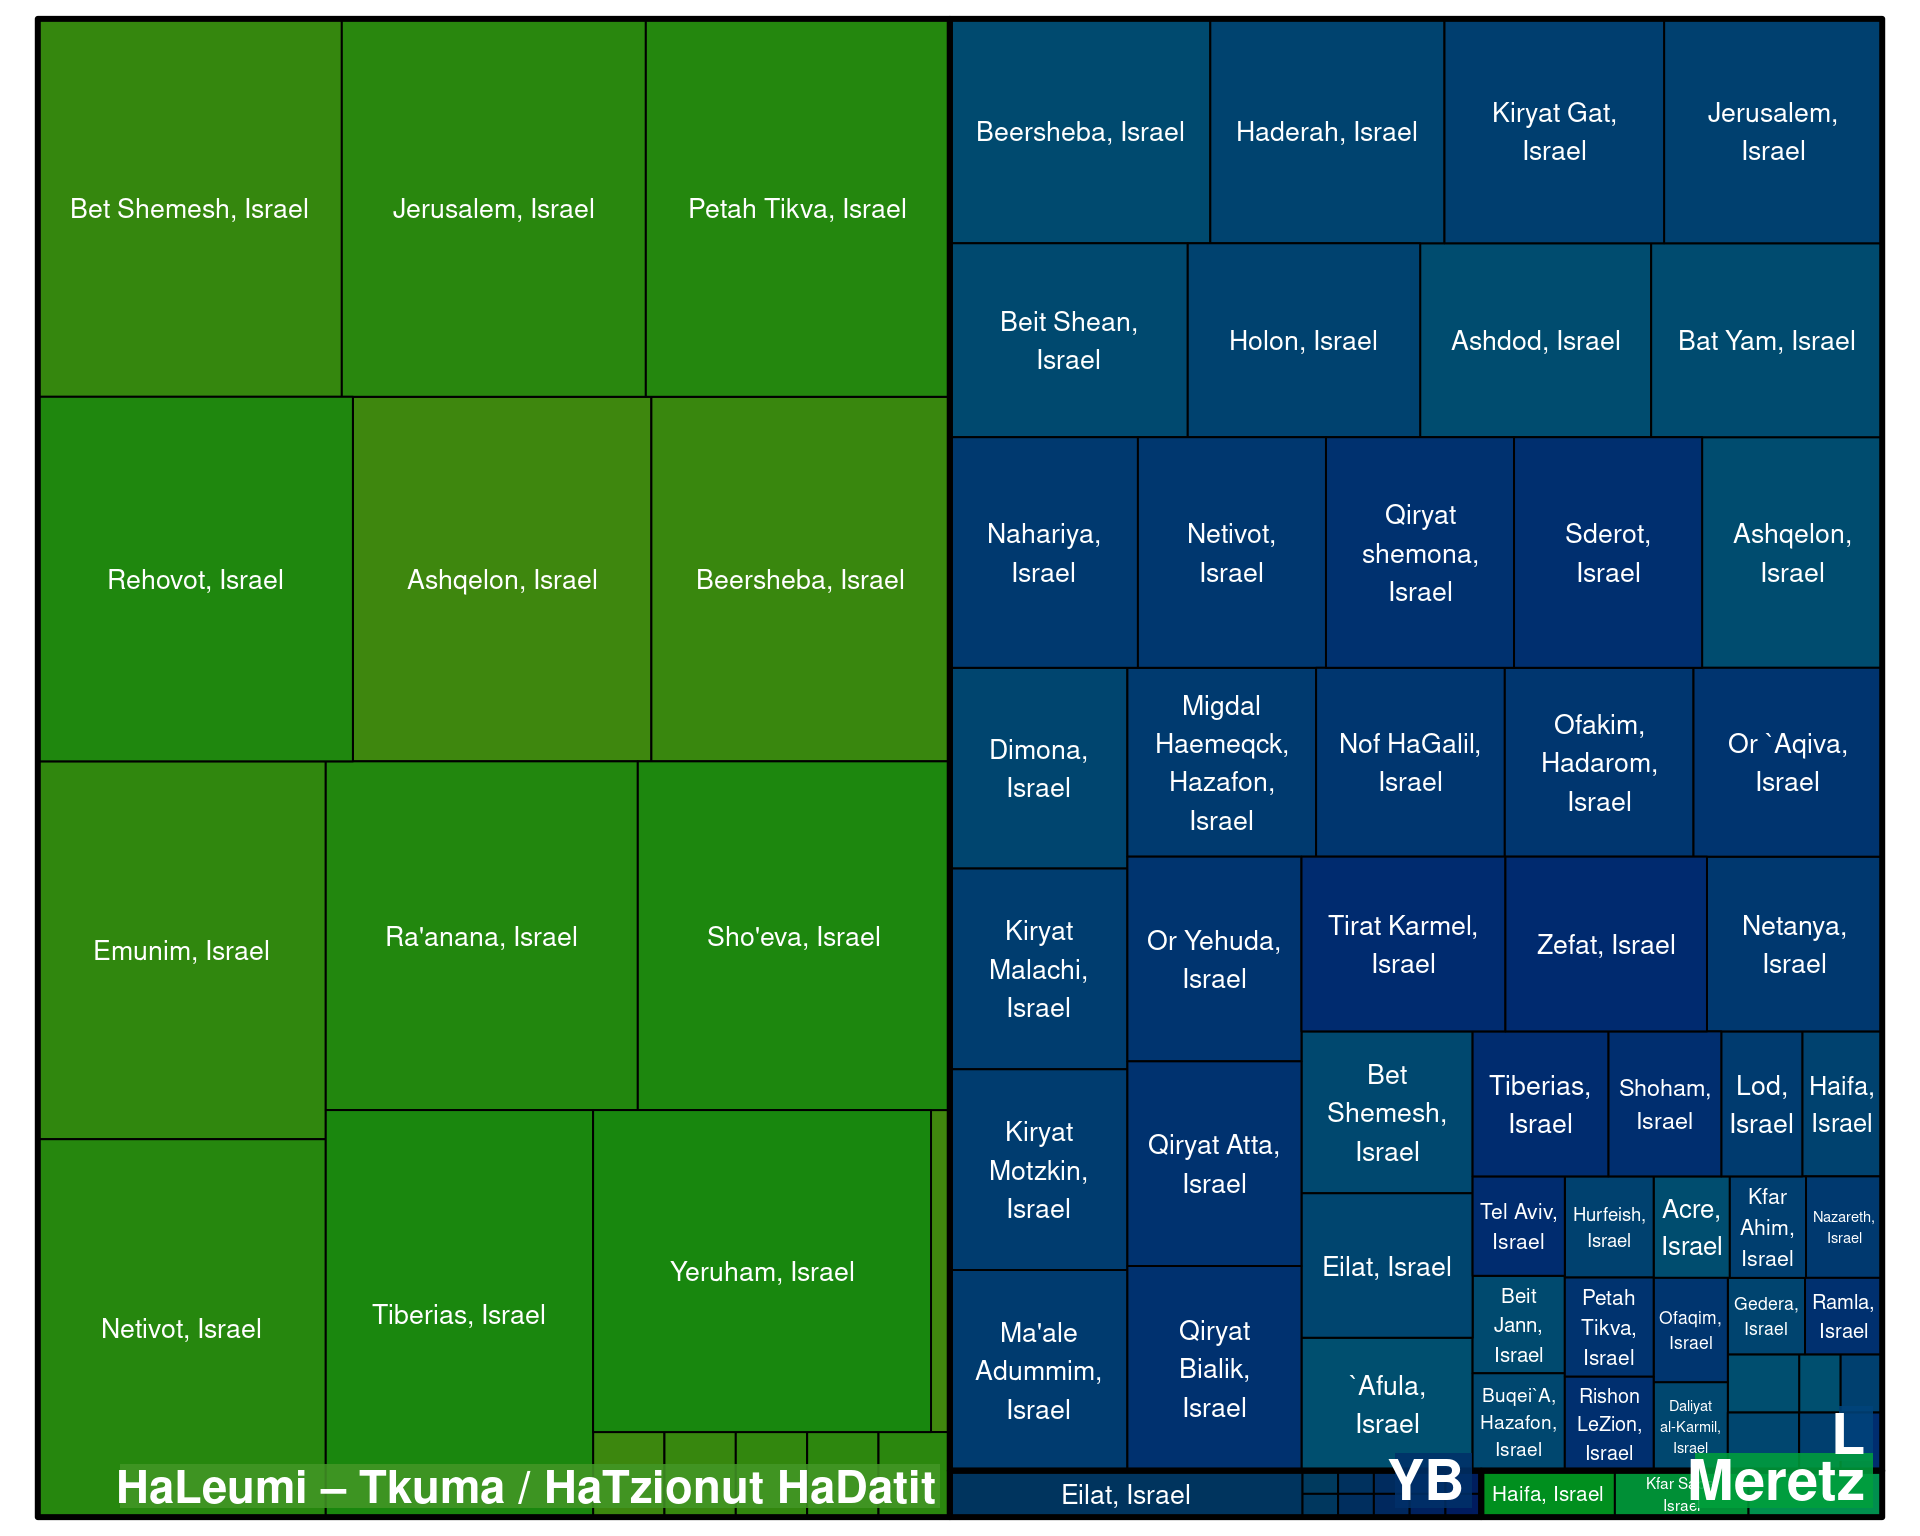 Bet Shemesh, Israel
Jerusalem, Israel
Petah Tikva, Israel
Rehovot, Israel
Ashqelon, Israel
Beersheba, Israel
Emunim, Israel
Ra'anana, Israel
Sho'eva, Israel
Netivot, Israel
Tiberias, Israel
Yeruham, Israel
HaLeumi – Tkuma / HaTzionut HaDatit
Beersheba, Israel
Haderah, Israel
Kiryat Gat,
Israel
Jerusalem,
Israel
Beit Shean,
Israel
Holon, Israel
Ashdod, Israel
Bat Yam, Israel
Nahariya,
Israel
Netivot,
Israel
Qiryat
shemona,
Israel
Sderot,
Israel
Ashqelon,
Israel
Dimona,
Israel
Migdal
Haemeqck,
Hazafon,
Israel
Nof HaGalil,
Israel
Ofakim,
Hadarom,
Israel
Or `Aqiva,
Israel
Kiryat
Malachi,
Israel
Or Yehuda,
Israel
Tirat Karmel,
Israel
Zefat, Israel
Netanya,
Israel
Kiryat
Motzkin,
Israel
Qiryat Atta,
Israel
Bet
Shemesh,
Israel
Tiberias,
Israel
Shoham,
Israel
Lod,
Israel
Haifa,
Israel
Ma'ale
Adummim,
Israel
Qiryat
Bialik,
Israel
Eilat, Israel
`Afula,
Israel
Tel Aviv,
Israel
Hurfeish,
Israel
Acre,
Israel
Kfar
Ahim,
Israel
Nazareth,
Israel
Beit
Jann,
Israel
Petah
Tikva,
Israel
Ofaqim,
Israel
Gedera,
Israel
Ramla,
Israel
Buqei`A,
Hazafon,
Israel
Rishon
LeZion,
Israel
Daliyat
al-Karmil,
Israel
L
Eilat, Israel
YB
Haifa, Israel
Kfar
Israel
Meretz